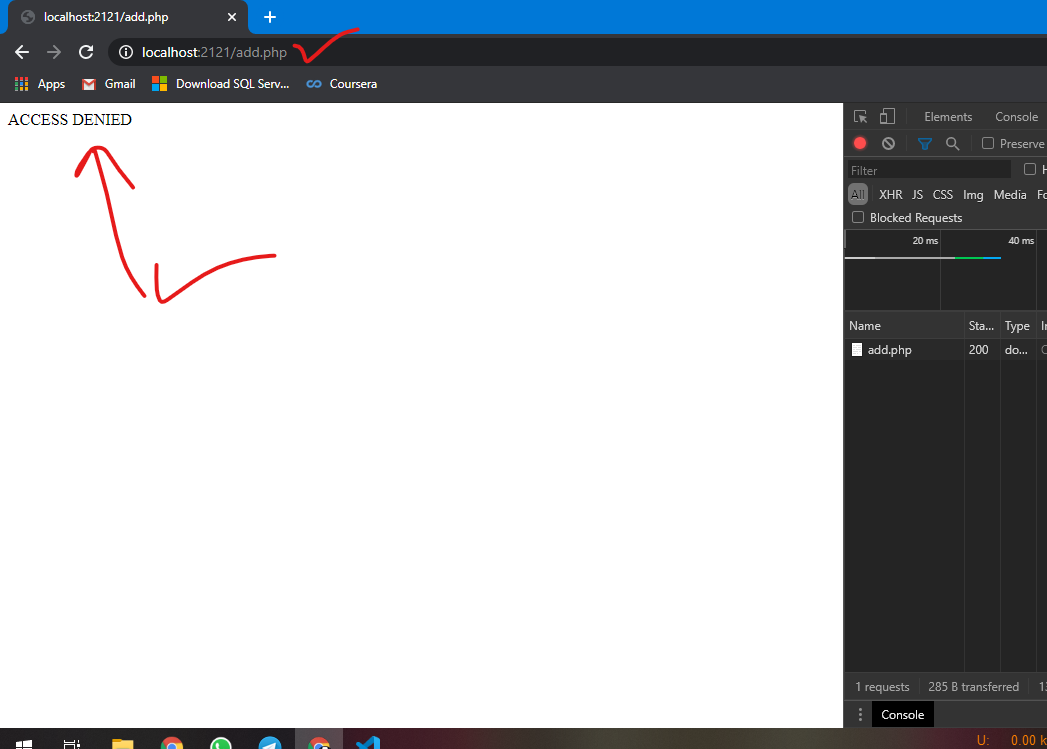 localhost:2121/add.php
localhost:2121/add.php
Apps Gmail Download SQL Serv... Coursera
ACCESS DENIED
Elements Console
Preserve
Filter
All XHR JS CSS Img Media
Blocked Requests
20 ms 40 ms
Name Sta... Type
add.php 200 do...
1 requests 285 B transferred
Console
U: 0.00